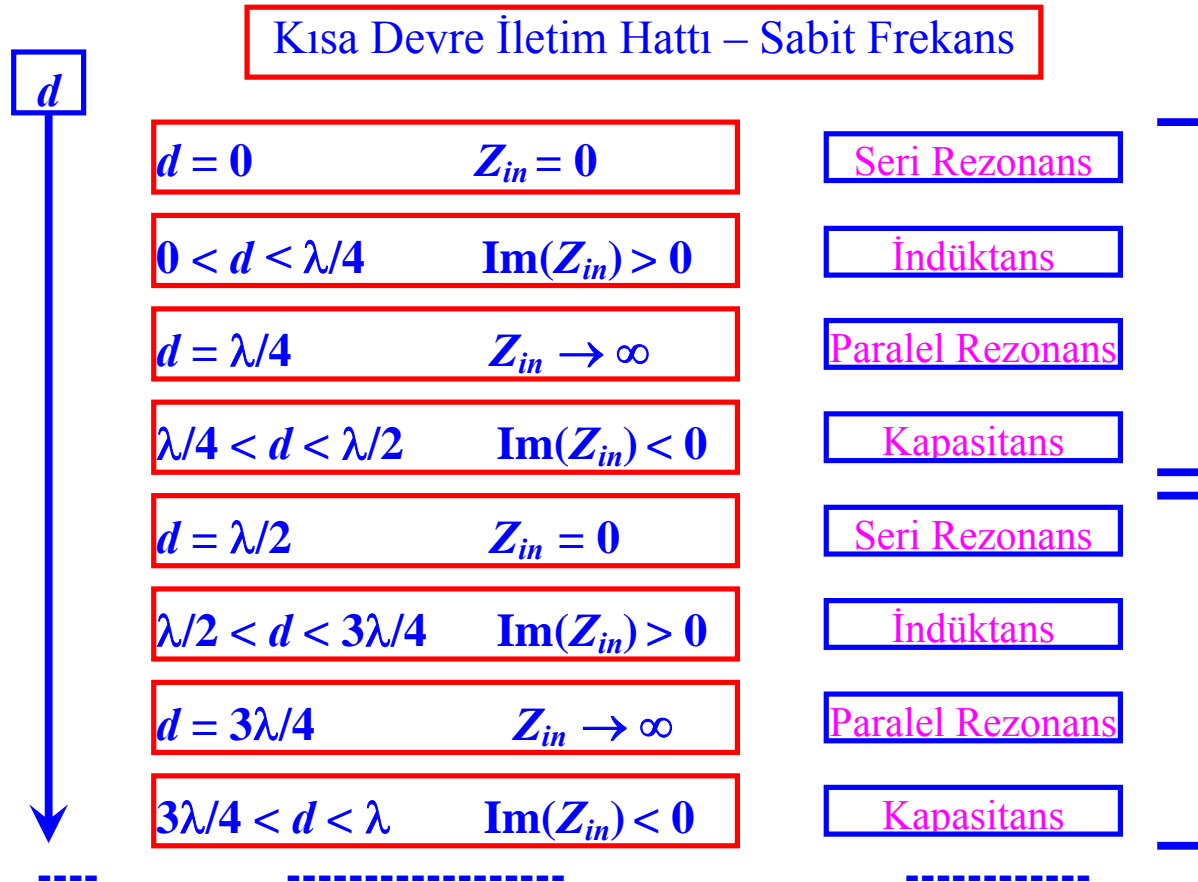 Kısa Devre İletim Hattı – Sabit Frekans
d
d = 0 Zin = 0 Seri Rezonans
0 < d < λ/4 Im(Zin) > 0 İndüktans
d = λ/4 Zin → ∞ Paralel Rezonans
λ/4 < d < λ/2 Im(Zin) < 0 Kapasitans
d = λ/2 Zin = 0 Seri Rezonans
λ/2 < d < 3λ/4 Im(Zin) > 0 İndüktans
d = 3λ/4 Zin → ∞ Paralel Rezonans
3λ/4 < d < λ Im(Zin) < 0 Kapasitans